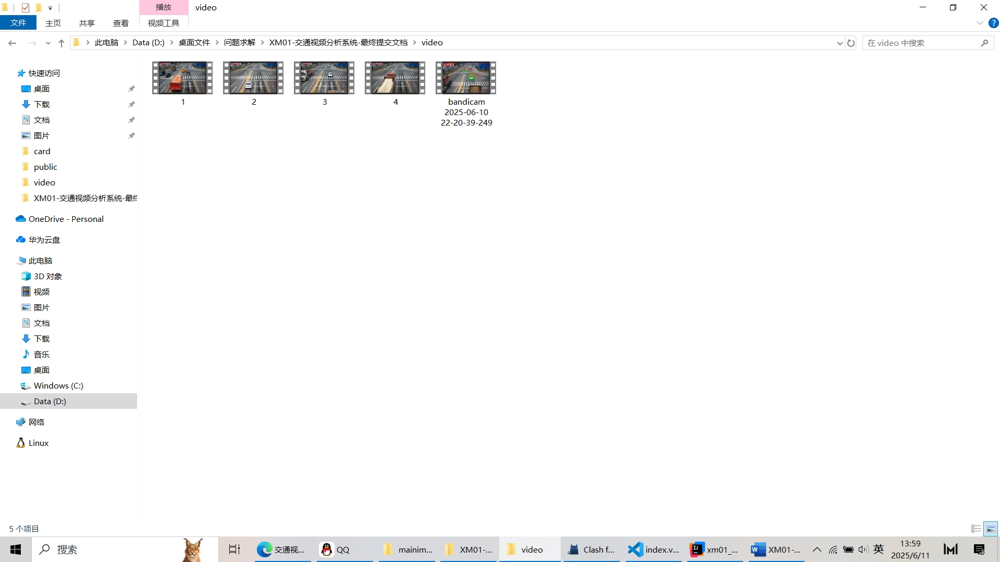 播放
video
文件
主页
共享
查看
视频工具
此电脑
Data (D:)
桌面文件
问题求解
XM01-交通视频分析系统-最终提交文档
video
在 video 中搜索
快速访问
桌面
下载
文档
图片
card
public
video
XM01-交通视频分析系统-最终
OneDrive - Personal
华为云盘
此电脑
3D 对象
视频
图片
文档
下载
音乐
桌面
Windows (C:)
Data (D:)
网络
Linux
1
2
3
4
bandicam
2025-06-10
22-20-39-249
5 个项目
搜索
交通视...
QQ
mainim...
XM01-...
video
Clash f...
index.v...
xm01_...
XM01-...
英
13:59
2025/6/11